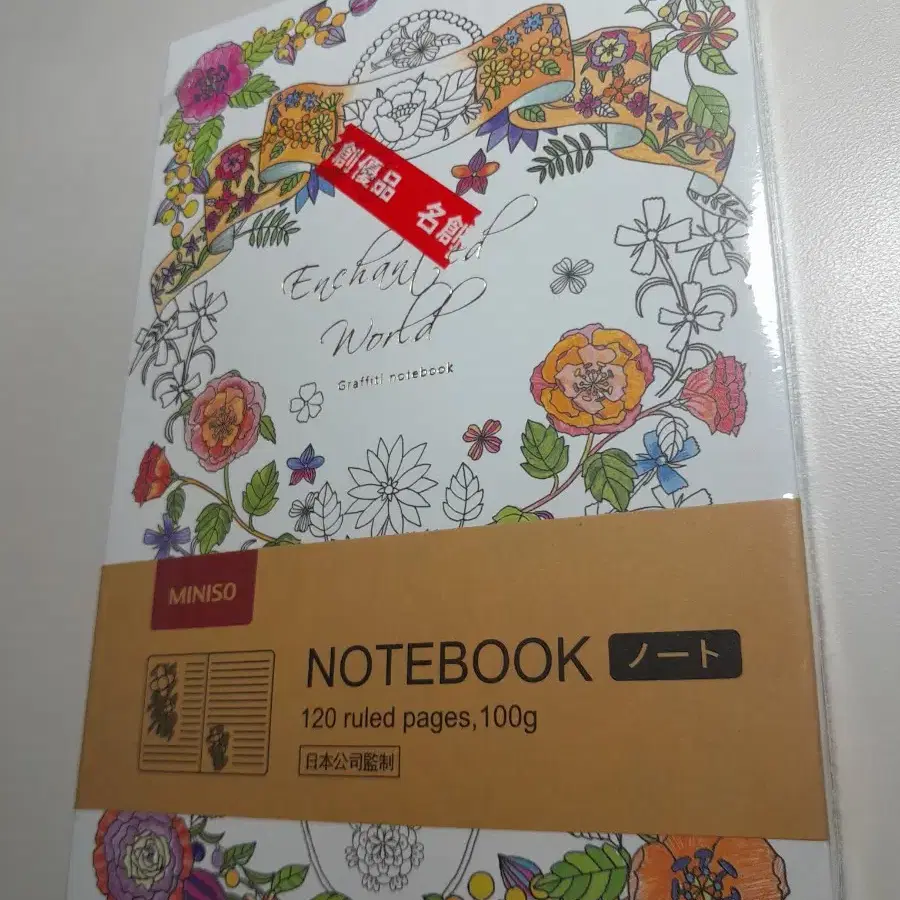 創優品 名創
Enchanted
World
Graffiti notebook
MINISO
NOTEBOOK ノート
120 ruled pages,100g
日本公司監制